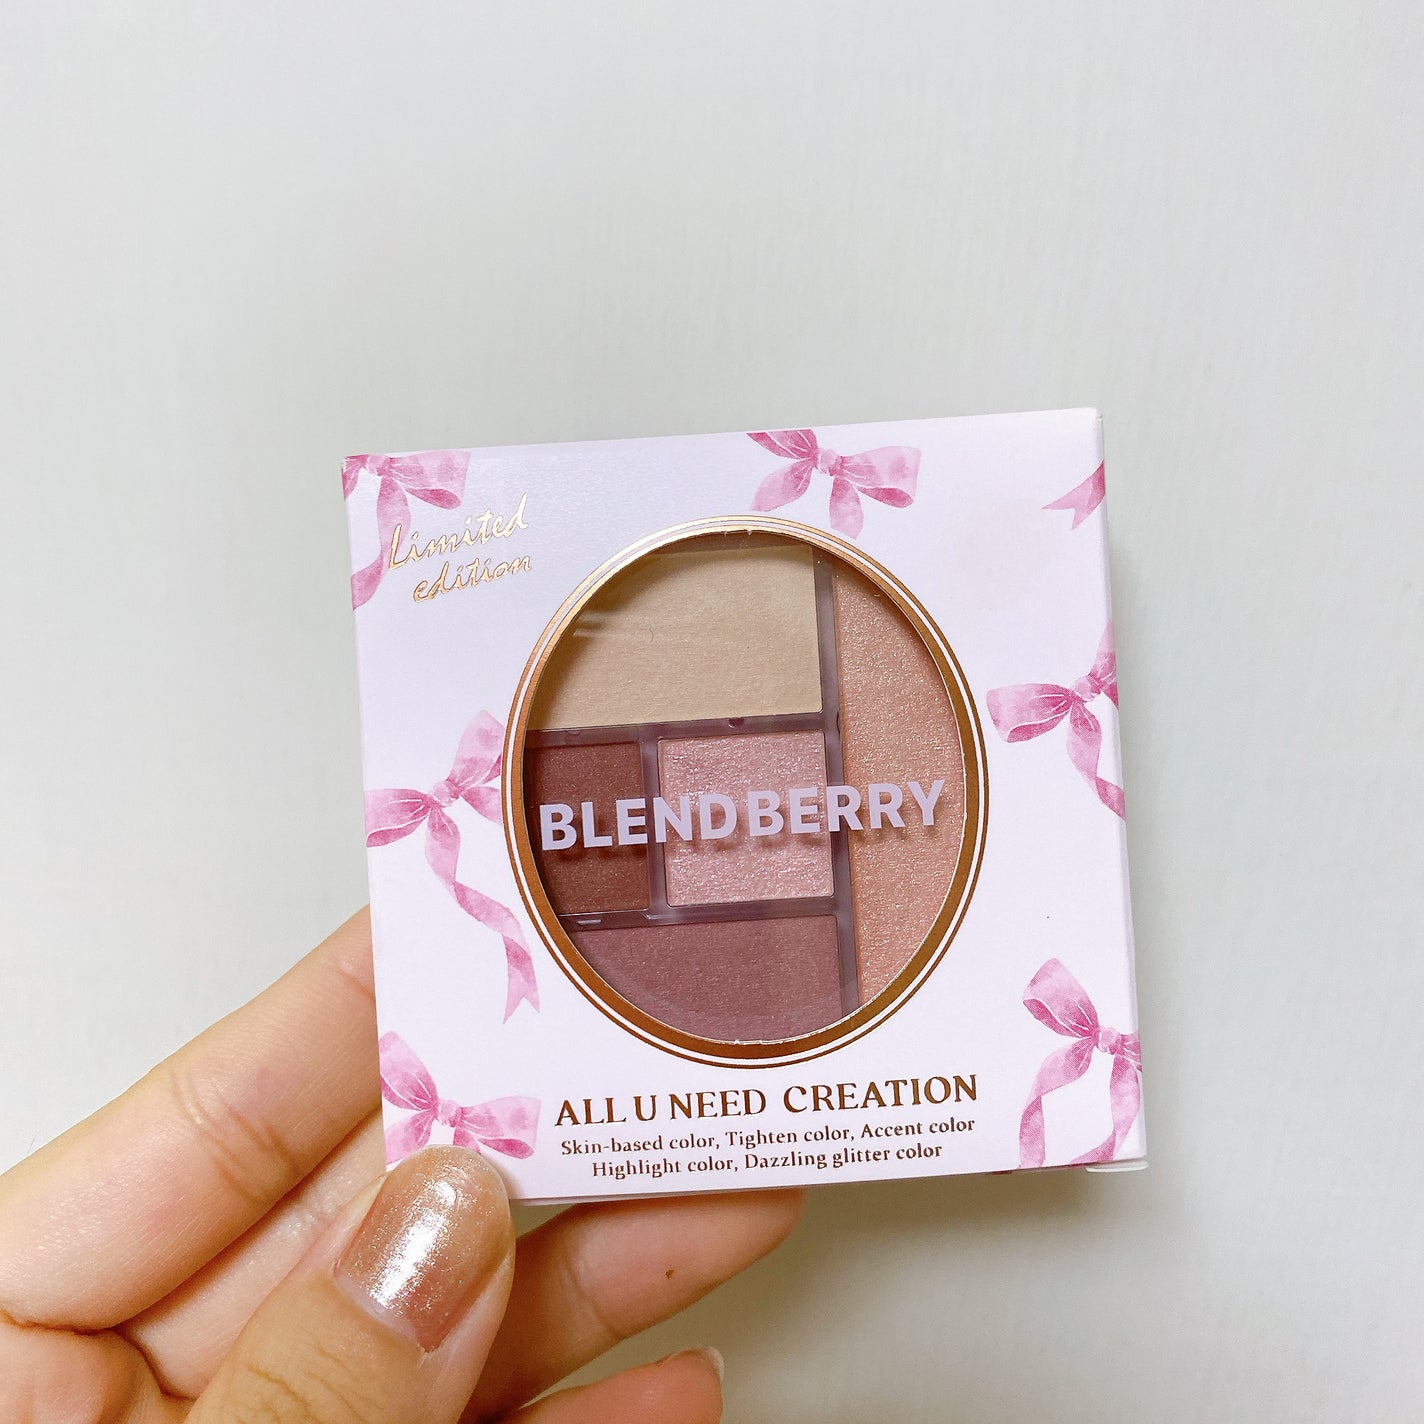 Limited
edition
BLENDBERRY
ALL U NEED CREATION
Skin-based color, Tighten color, Accent color
Highlight color, Dazzling glitter color